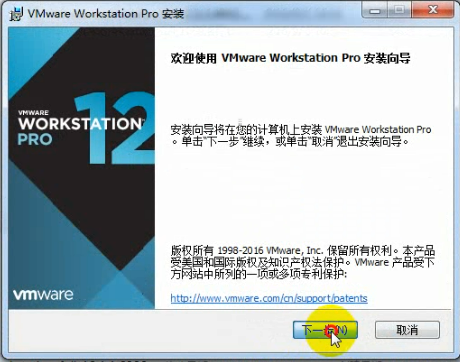 VMware Workstation Pro 安装
欢迎使用 VMware Workstation Pro 安装向导
VMWARE
WORKSTATION
PRO
12
安装向导将在您的计算机上安装 VMware Workstation Pro
。单击“下一步”继续，或单击“取消”退出安装向导。
版权所有 1998-2016 VMware, Inc. 保留所有权利。本产品
受美国和国际版权及知识产权法保护。VMware 产品受下
方网站中所列的一项或多项专利保护:
http://www.vmware.com/cn/support/patents
vmware
下一步(N)
取消